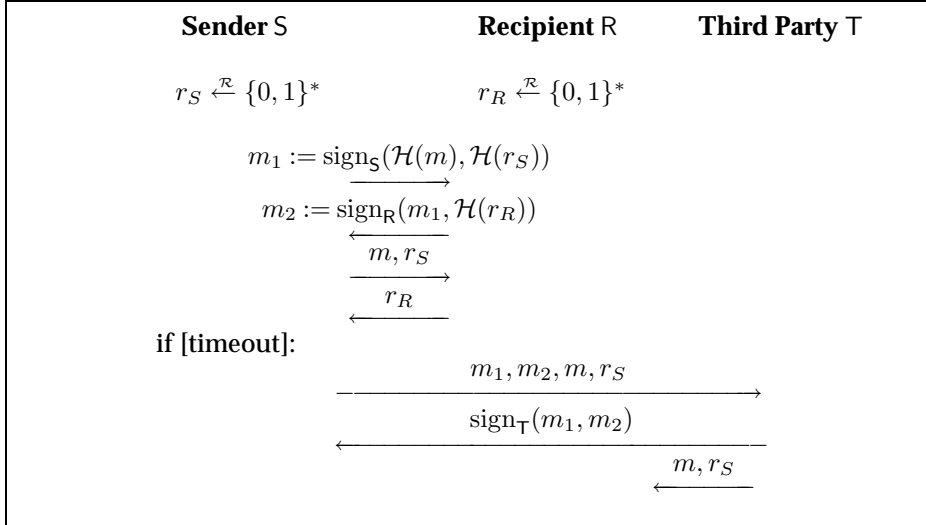 Sender S Recipient R Third Party T
r_S ←^R {0, 1}* r_R ←^R {0, 1}*
m_1 := sign_S(H(m), H(r_S))
m_2 := sign_R(m_1, H(r_R))
m, r_S
r_R
if [timeout]:
m_1, m_2, m, r_S
sign_T(m_1, m_2)
m, r_S